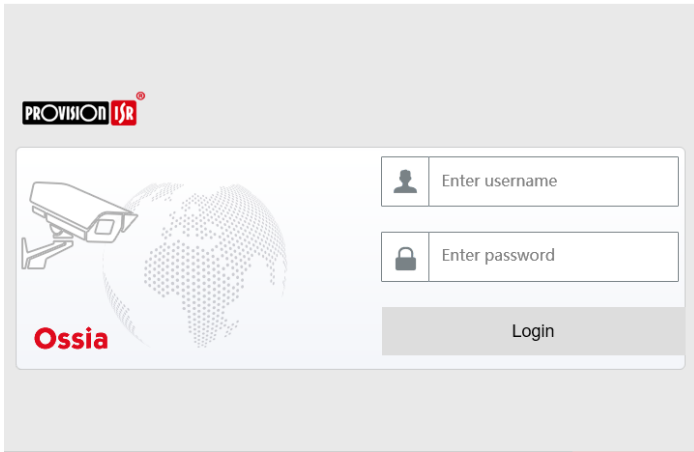 PROVISION ISR®
Enter username
Enter password
Login
Ossia